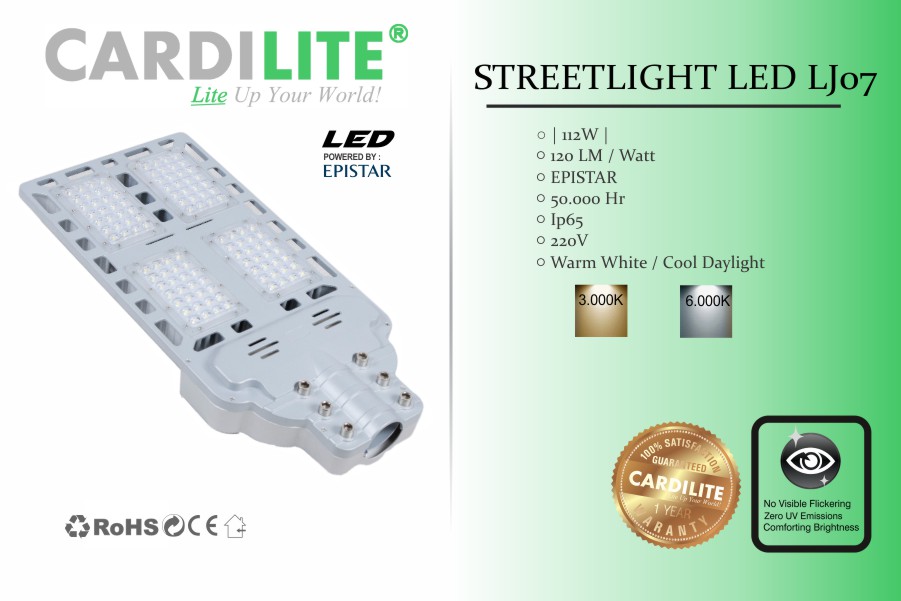 CARDILITE®
Lite Up Your World!
LED
POWERED BY :
EPISTAR
RoHS CE
STREETLIGHT LED LJ07
| 112W |
120 LM / Watt
EPISTAR
50.000 Hr
Ip65
220V
Warm White / Cool Daylight
3.000K 6.000K
100% SATISFACTION
GUARANTEED
CARDILITE
Up Your World!
1 YEAR
WARANTY
No Visible Flickering
Zero UV Emissions
Comforting Brightness